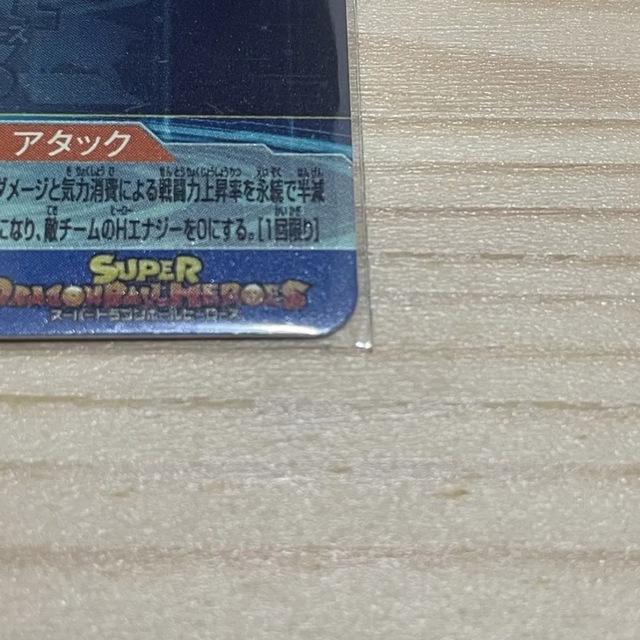 アタック
ダメージと気力消費による戦闘力上昇率を永続で半減
になり、敵チームのHエナジーを0にする。[1回限り]
SUPER
DRAGON BALL HEROES
スーパードラゴンボールヒーローズ